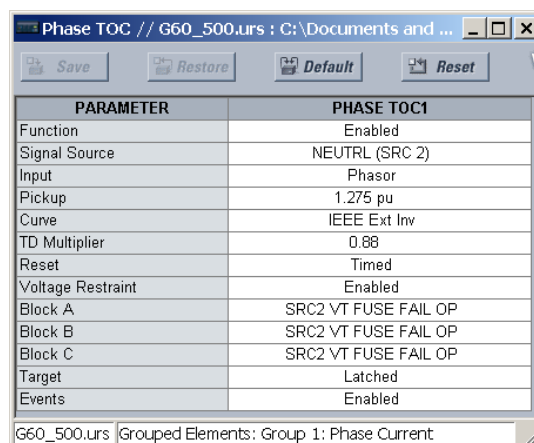 Phase TOC // G60_500.urs : C:\Documents and ...
Save Restore Default Reset
PARAMETER PHASE TOC1
Function Enabled
Signal Source NEUTRL (SRC 2)
Input Phasor
Pickup 1.275 pu
Curve IEEE Ext Inv
TD Multiplier 0.88
Reset Timed
Voltage Restraint Enabled
Block A SRC2 VT FUSE FAIL OP
Block B SRC2 VT FUSE FAIL OP
Block C SRC2 VT FUSE FAIL OP
Target Latched
Events Enabled
G60_500.urs Grouped Elements: Group 1: Phase Current